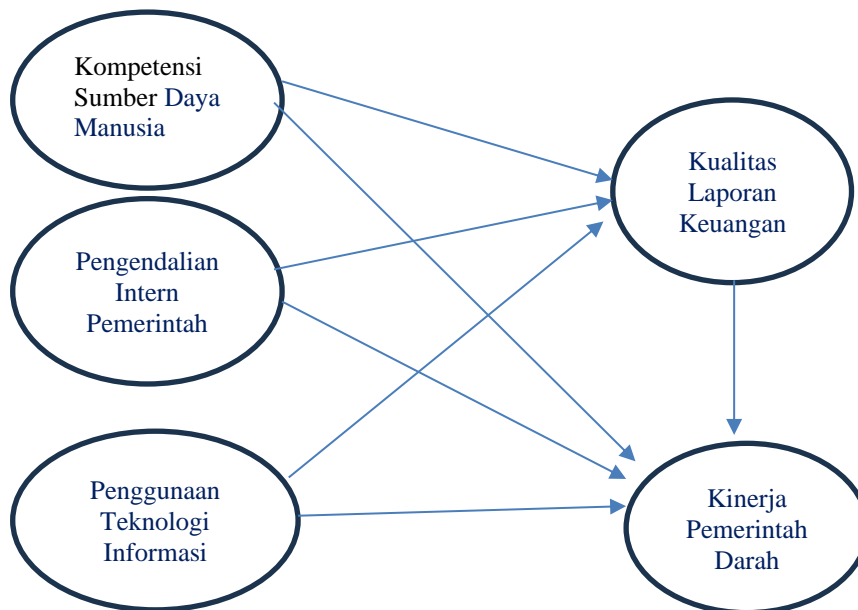 Kompetensi
Sumber Daya
Manusia
Kualitas
Laporan
Keuangan
Pengendalian
Intern
Pemerintah
Penggunaan
Teknologi
Informasi
Kinerja
Pemerintah
Darah